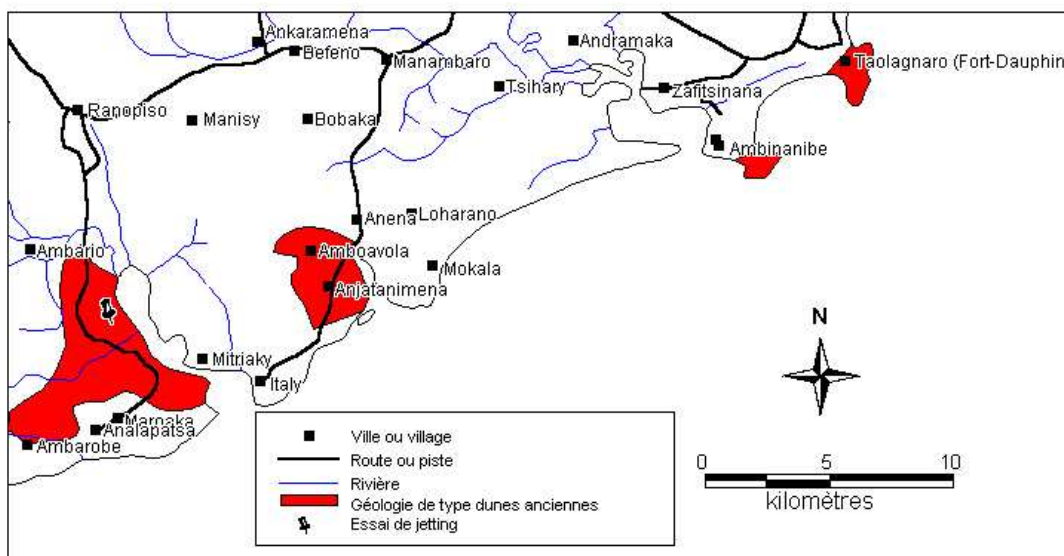 Ankaramena
Befeno
Manambaro
Andramaka
Taolagnaro (Fort-Dauphin
Tsihary
Zafitsinana
Ranopiso
Manisy
Bobaka
Ambinanibe
Anena
Loharano
Ambario
Amboavola
Mokala
Anjatanimena
N
Mitriaky
Italy
Maroaka
Analapatsa
Ambarobe
Ville ou village
Route ou piste
Rivière
Géologie de type dunes anciennes
Essai de jetting
0 5 10
kilomètres